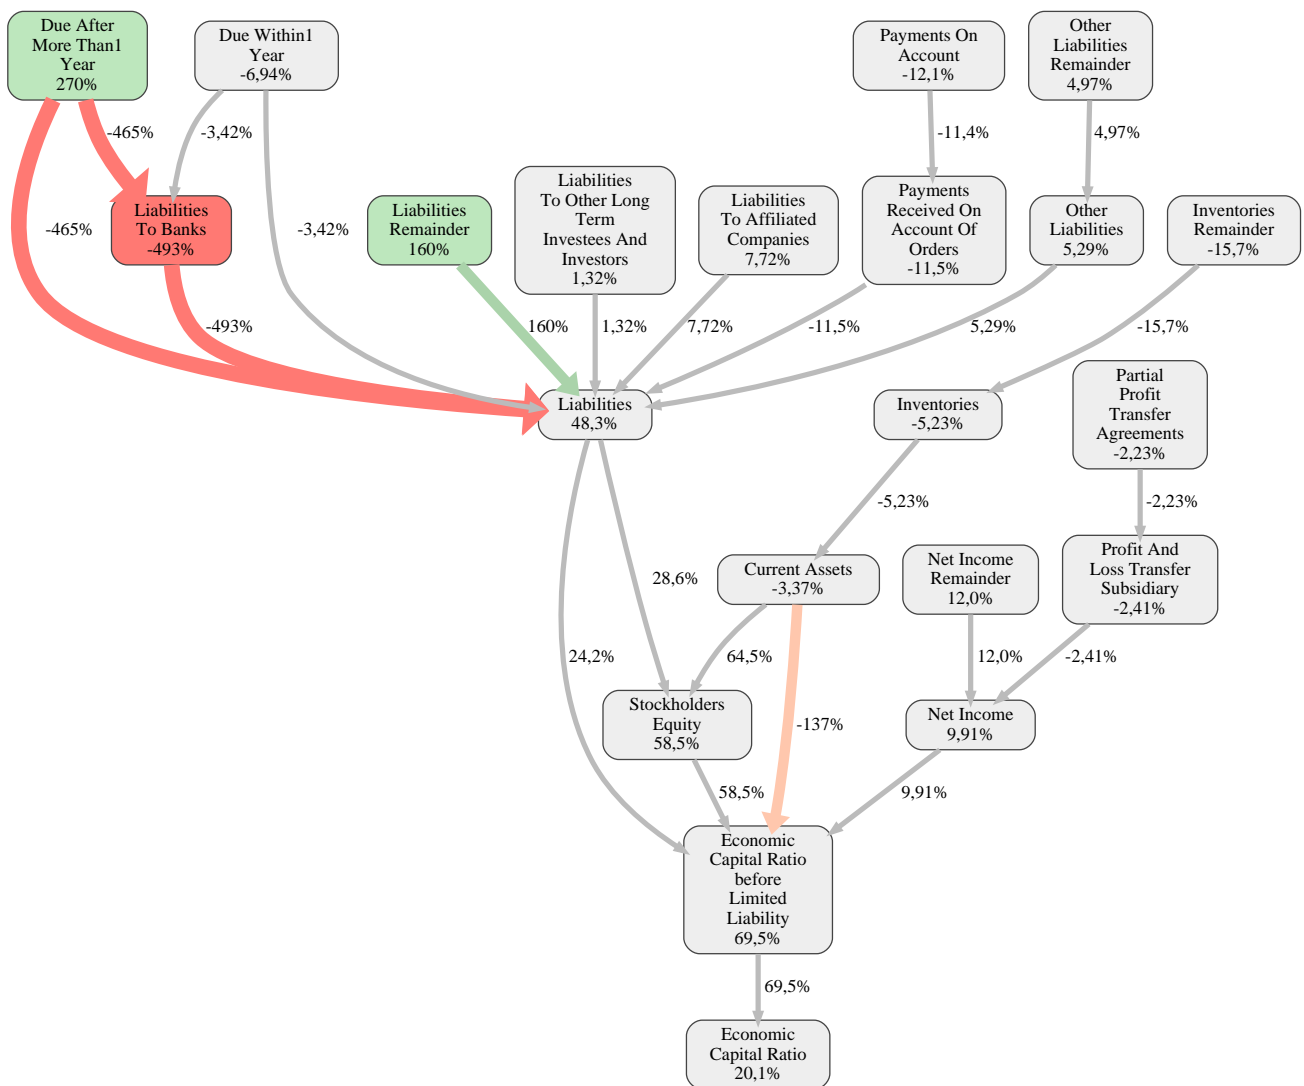 Due After
More Than1
Year
270%
Due Within1
Year
-6,94%
Payments On
Account
-12,1%
Other
Liabilities
Remainder
4,97%
-465%
-3,42%
-11,4%
4,97%
Liabilities
To Banks
-493%
Liabilities
Remainder
160%
Liabilities
To Other Long
Term
Investees And
Investors
1,32%
Liabilities
To Affiliated
Companies
7,72%
Payments
Received On
Account Of
Orders
-11,5%
Other
Liabilities
5,29%
Inventories
Remainder
-15,7%
-465%
-3,42%
-493%
160%
1,32%
7,72%
-11,5%
5,29%
-15,7%
Liabilities
48,3%
Inventories
-5,23%
Partial
Profit
Transfer
Agreements
-2,23%
-5,23%
-2,23%
28,6%
Current Assets
-3,37%
Net Income
Remainder
12,0%
Profit And
Loss Transfer
Subsidiary
-2,41%
24,2%
64,5%
12,0%
-2,41%
Stockholders
Equity
58,5%
-137%
Net Income
9,91%
58,5%
9,91%
Economic
Capital Ratio
before
Limited
Liability
69,5%
69,5%
Economic
Capital Ratio
20,1%